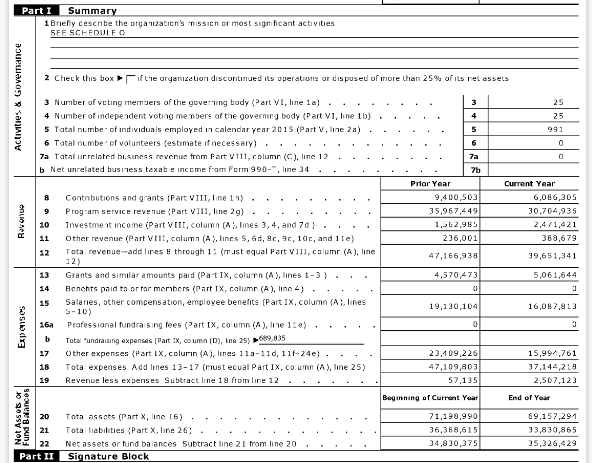 Part I Summary
1 Briefly describe the organization's mission or most significant activities
SEE SCHEDULE O
Activities & Governance
2 Check this box ▶ if the organization discontinued its operations or disposed of more than 25% of its net assets
3 Number of voting members of the governing body (Part VI, line 1a) . . . . . . . . 3 25
4 Number of independent voting members of the governing body (Part VI, line 1b) . . . . . 4 25
5 Total number of individuals employed in calendar year 2015 (Part V, line 2a) . . . . . . 5 991
6 Total number of volunteers (estimate if necessary) . . . . . . . . . . 6 0
7a Total unrelated business revenue from Part VIII, column (C), line 12 . . . . . . . . 7a 0
b Net unrelated business taxable income from Form 990-T, line 34 . . . . . . . . 7b
Prior Year Current Year
Revenue
8 Contributions and grants (Part VIII, line 1h) . . . . . . . . . 9,400,503 6,086,305
9 Program service revenue (Part VIII, line 2g) . . . . . . . . . 35,967,449 30,704,936
10 Investment income (Part VIII, column (A), lines 3, 4, and 7d ) . . . . 1,562,985 2,471,421
11 Other revenue (Part VIII, column (A), lines 5, 6d, 8c, 9c, 10c, and 11e) 236,001 388,679
12 Total revenue—add lines 8 through 11 (must equal Part VIII, column (A), line
12) 47,166,938 39,651,341
Expenses
13 Grants and similar amounts paid (Part IX, column (A), lines 1–3 ) . . . 4,570,473 5,061,644
14 Benefits paid to or for members (Part IX, column (A), line 4) . . . . . 0 0
15 Salaries, other compensation, employee benefits (Part IX, column (A), lines
5–10) 19,130,104 16,087,813
16a Professional fundraising fees (Part IX, column (A), line 11e) . . . . . 0 0
b Total fundraising expenses (Part IX, column (D), line 25) ▶689,835
17 Other expenses (Part IX, column (A), lines 11a–11d, 11f–24e) . . . . 23,409,226 15,994,761
18 Total expenses Add lines 13–17 (must equal Part IX, column (A), line 25) 47,109,803 37,144,218
19 Revenue less expenses Subtract line 18 from line 12 . . . . . . . 57,135 2,507,123
Net Assets or Fund Balances
Beginning of Current Year End of Year
20 Total assets (Part X, line 16) . . . . . . . . . . . . 71,198,990 69,157,294
21 Total liabilities (Part X, line 26) . . . . . . . . . . . . 36,368,615 33,830,865
22 Net assets or fund balances Subtract line 21 from line 20 . . . . . 34,830,375 35,326,429
Part II Signature Block